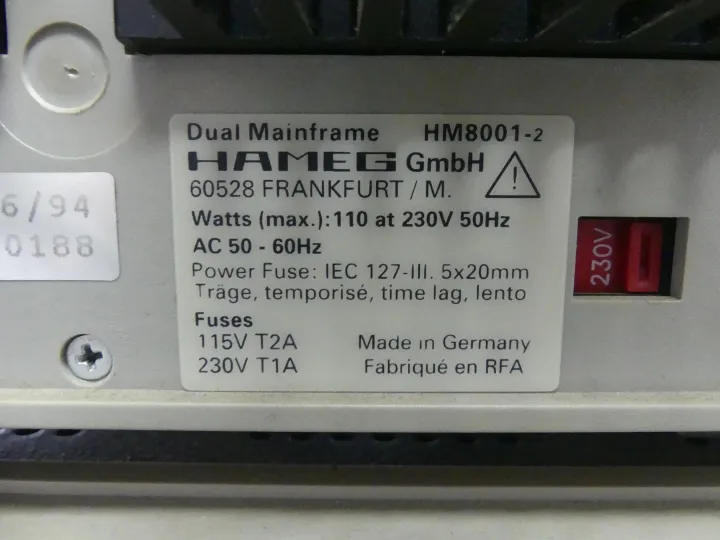 Dual Mainframe HM8001-2
HAMEG GmbH
60528 FRANKFURT / M.
Watts (max.): 110 at 230V 50Hz
AC 50 - 60Hz
Power Fuse: IEC 127-III. 5x20mm
Träge, temporisé, time lag, lento
Fuses
115V T2A Made in Germany
230V T1A Fabriqué en RFA
6/94
0188
230V